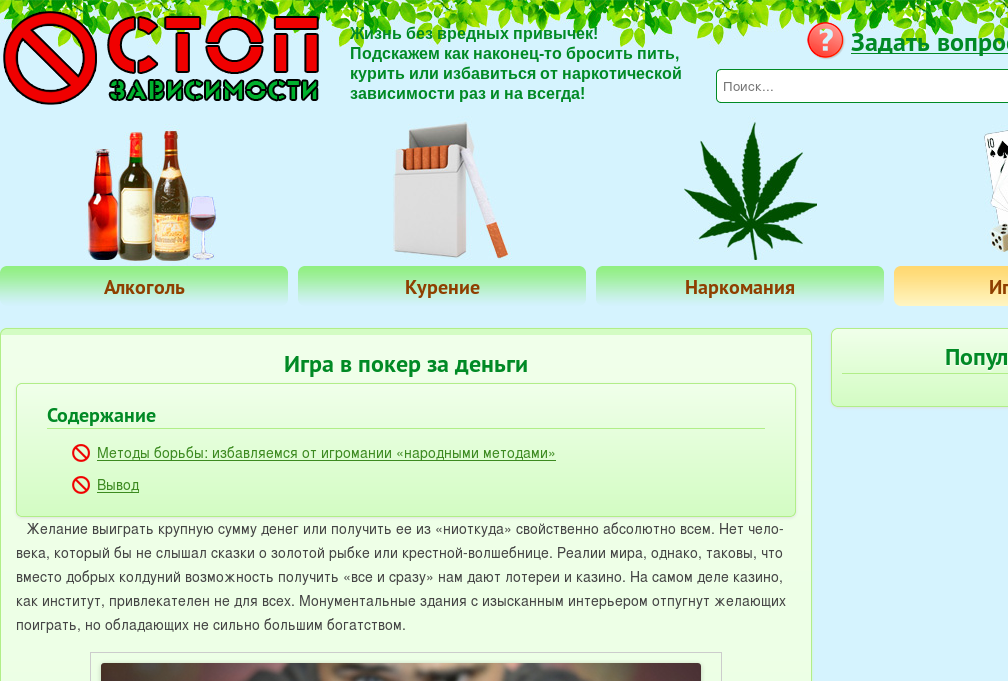 СТОП
ЗАВИСИМОСТИ
Жизнь без вредных привычек!
Подскажем как наконец-то бросить пить,
курить или избавиться от наркотической
зависимости раз и на всегда!
Задать вопро
Поиск...
Алкоголь
Курение
Наркомания
Иг
Игра в покер за деньги
Попул
Содержание
Методы борьбы: избавляемся от игромании «народными методами»
Вывод
Желание выиграть крупную сумму денег или получить ее из «ниоткуда» свойственно абсолютно всем. Нет чело-
века, который бы не слышал сказки о золотой рыбке или крестной-волшебнице. Реалии мира, однако, таковы, что
вместо добрых колдуний возможность получить «все и сразу» нам дают лотереи и казино. На самом деле казино,
как институт, привлекателен не для всех. Монументальные здания с изысканным интерьером отпугнут желающих
поиграть, но обладающих не сильно большим богатством.